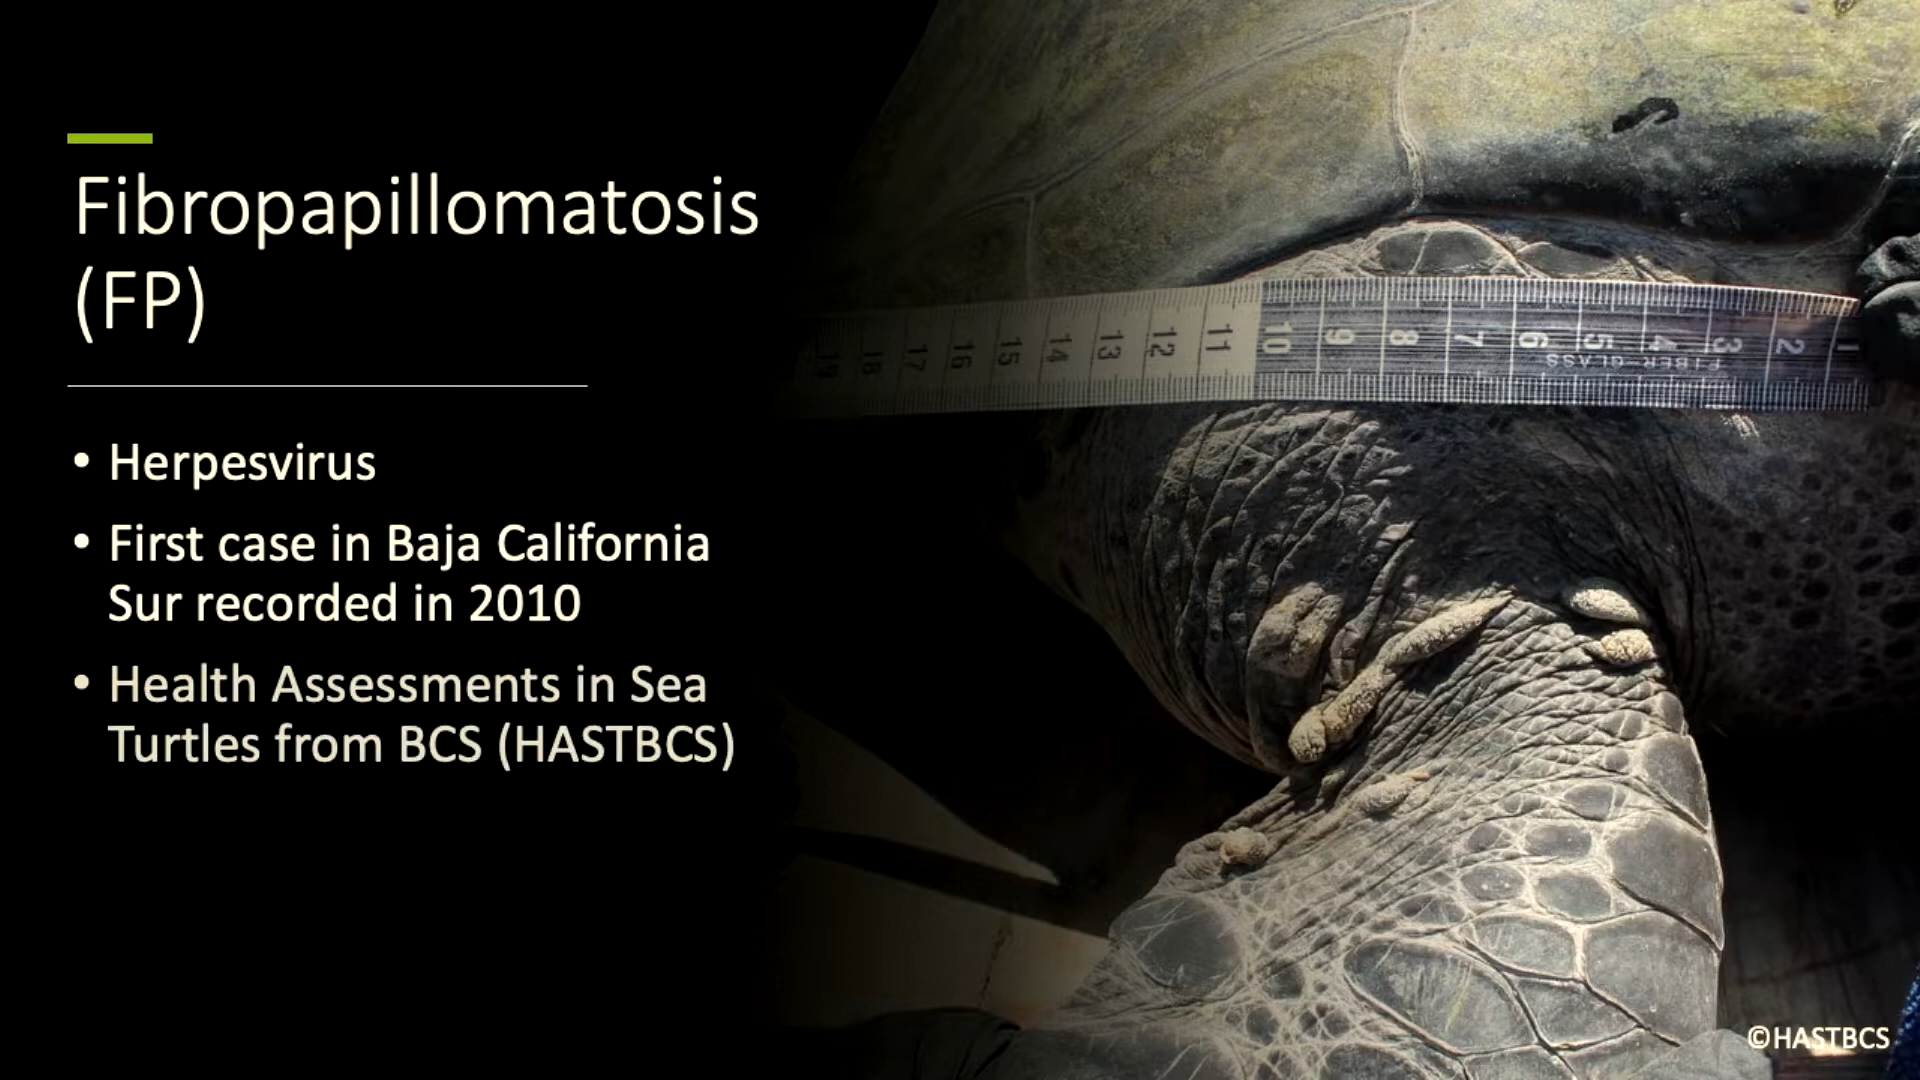 Fibropapillomatosis
(FP)
• Herpesvirus
• First case in Baja California
Sur recorded in 2010
• Health Assessments in Sea
Turtles from BCS (HASTBCS)
19 18 17 16 15 14 13 12 11 10 9 8 7 6 5 4 3 2 1
FIBER GLASS
©HASTBCS